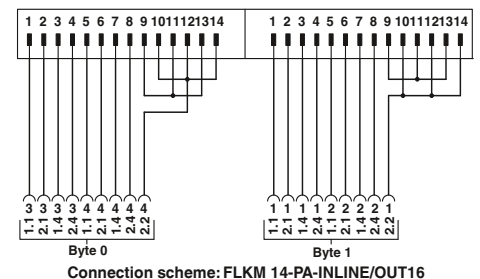 1 2 3 4 5 6 7 8 9 10 11 12 13 14
1 2 3 4 5 6 7 8 9 10 11 12 13 14
3 3 3 3 4 4 4 4 4
1.1 2.1 1.4 2.4 1.1 2.1 1.4 2.4 2.2
1 1 1 1 2 2 2 2 1
1.1 2.1 1.4 2.4 1.1 2.1 1.4 2.4 2.2
Byte 0
Byte 1
Connection scheme: FLKM 14-PA-INLINE/OUT16